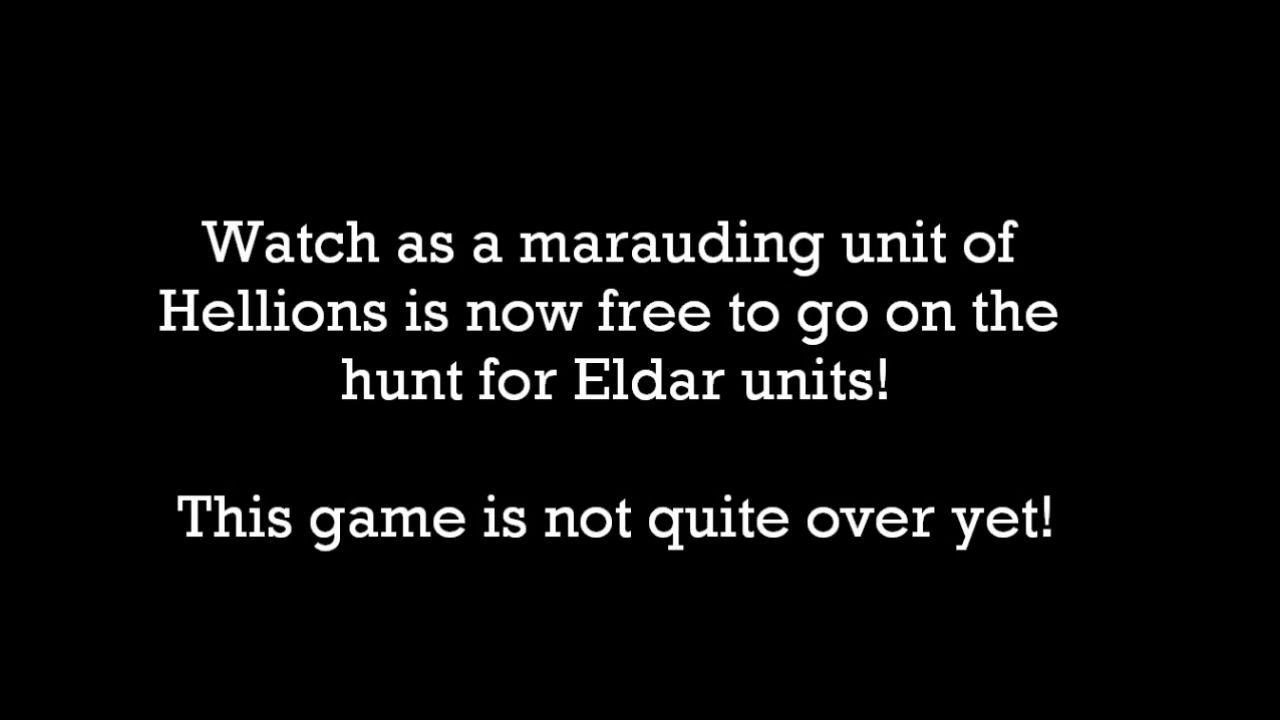 Watch as a marauding unit of
Hellions is now free to go on the
hunt for Eldar units!
This game is not quite over yet!